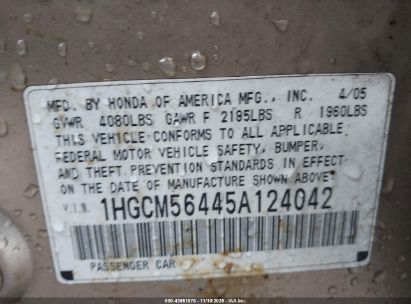 MFD. BY HONDA OF AMERICA MFG., INC. 4/05
GVWR 4080LBS GAWR F 2195LBS R 1960LBS
THIS VEHICLE CONFORMS TO ALL APPLICABLE
FEDERAL MOTOR VEHICLE SAFETY, BUMPER,
AND THEFT PREVENTION STANDARDS IN EFFECT
ON THE DATE OF MANUFACTURE SHOWN ABOVE.
V.I.N. 1HGCM56445A124042
PASSENGER CAR